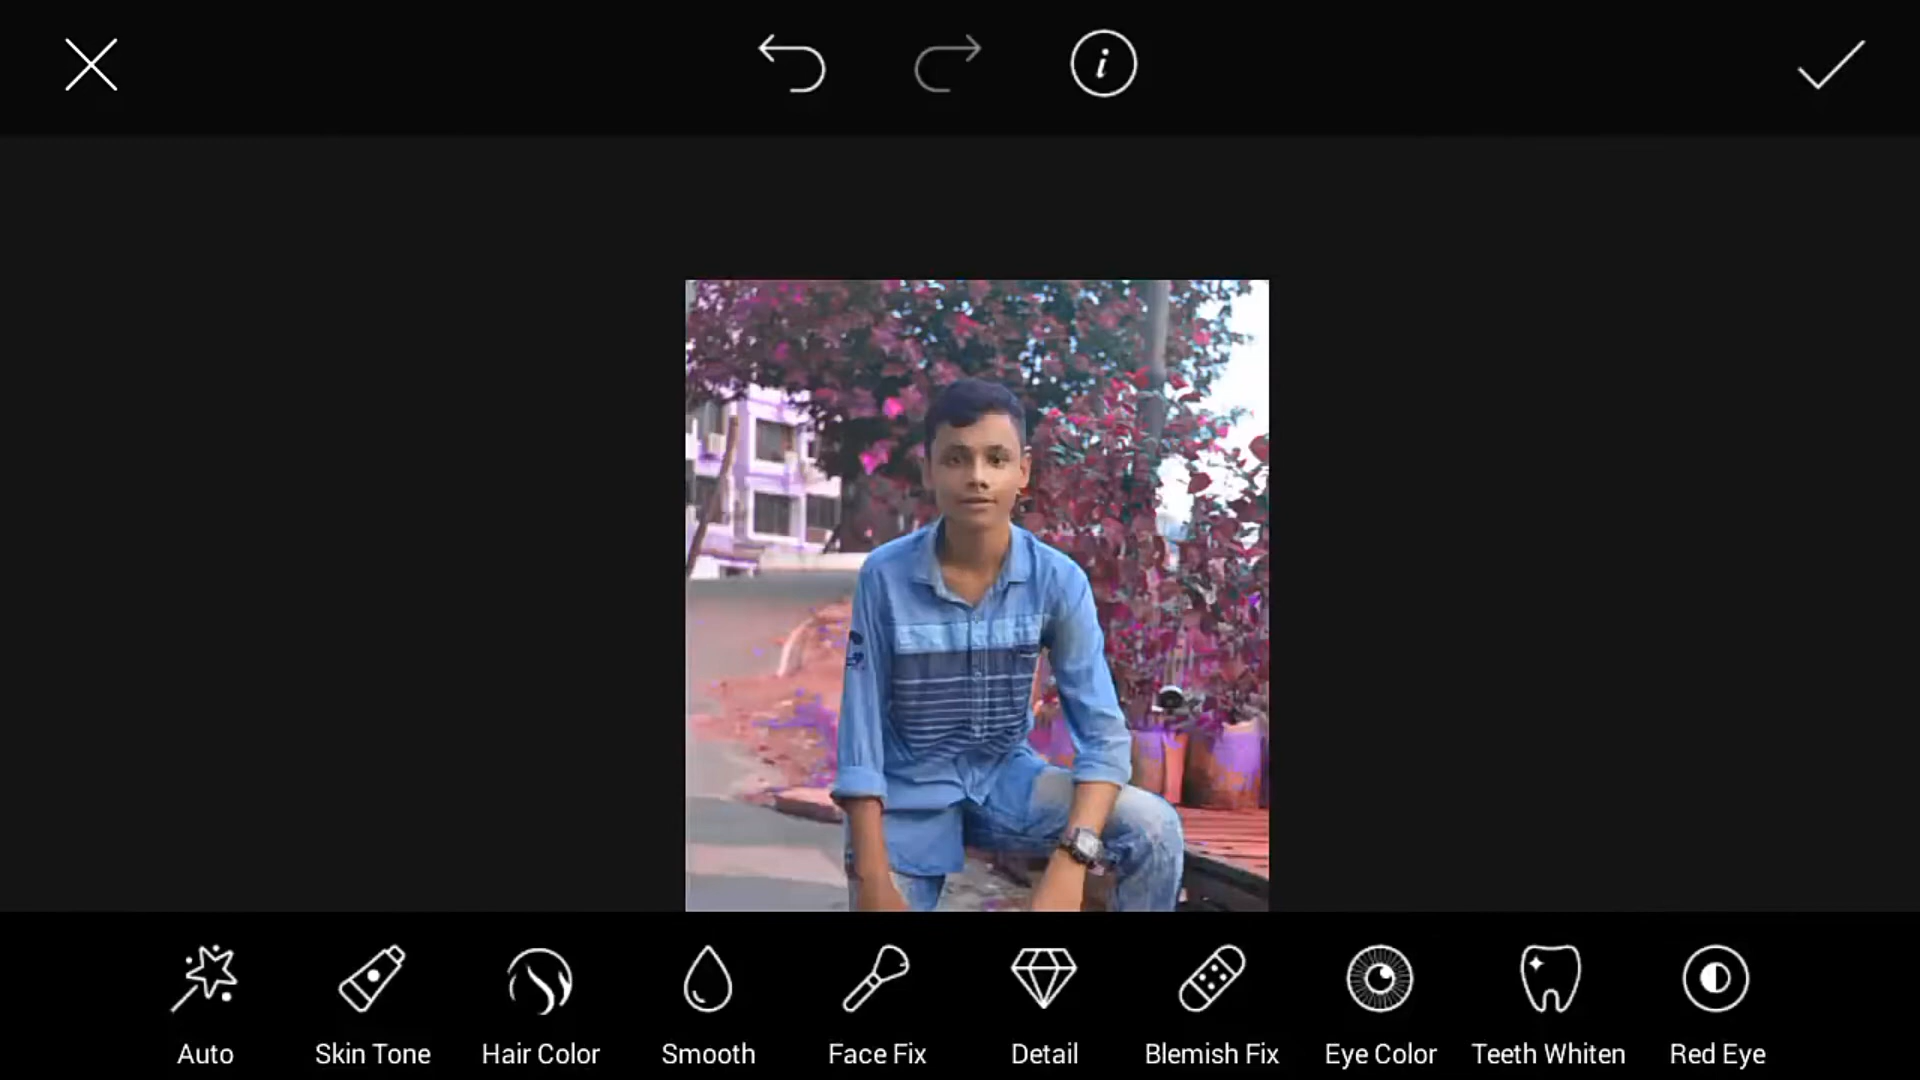 Auto
Skin Tone
Hair Color
Smooth
Face Fix
Detail
Blemish Fix
Eye Color
Teeth Whiten
Red Eye